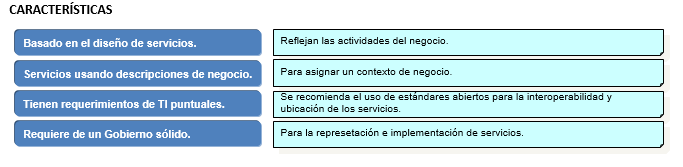 CARACTERÍSTICAS
Basado en el diseño de servicios.
Reflejan las actividades del negocio.
Servicios usando descripciones de negocio.
Para asignar un contexto de negocio.
Tienen requerimientos de TI puntuales.
Se recomienda el uso de estándares abiertos para la interoperabilidad y
ubicación de los servicios.
Requiere de un Gobierno sólido.
Para la represetación e implementación de servicios.